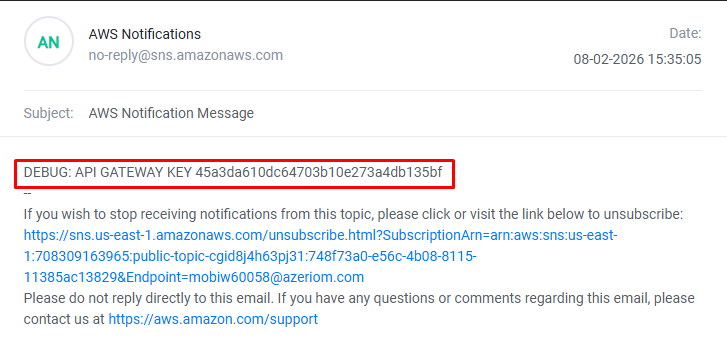 AN
AWS Notifications
no-reply@sns.amazonaws.com
Date:
08-02-2026 15:35:05
Subject: AWS Notification Message
DEBUG: API GATEWAY KEY 45a3da610dc64703b10e273a4db135bf
--
If you wish to stop receiving notifications from this topic, please click or visit the link below to unsubscribe:
https://sns.us-east-1.amazonaws.com/unsubscribe.html?SubscriptionArn=arn:aws:sns:us-east-
1:708309163965:public-topic-cgid8j4h63pj31:748f73a0-e56c-4b08-8115-
11385ac13829&Endpoint=mobiw60058@azeriom.com
Please do not reply directly to this email. If you have any questions or comments regarding this email, please
contact us at https://aws.amazon.com/support